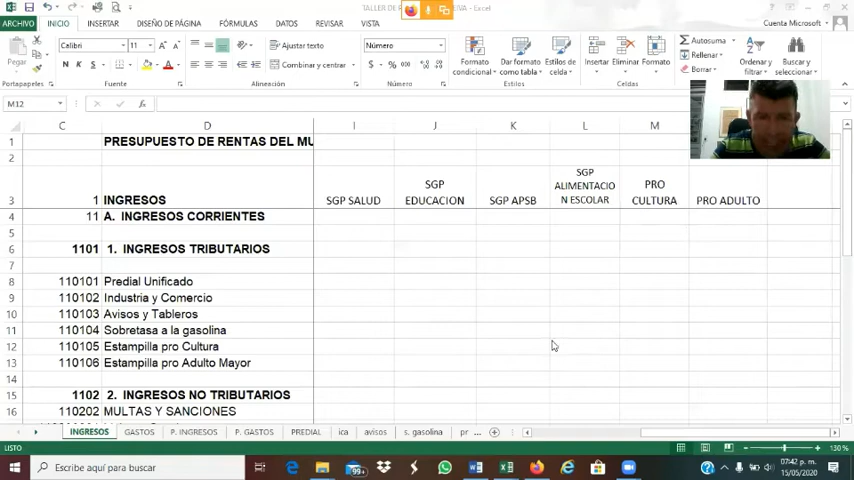 Excel
ARCHIVO INICIO INSERTAR DISEÑO DE PÁGINA FÓRMULAS DATOS REVISAR VISTA Cuenta Microsoft
Pegar Calibri 11 Ajustar texto Número Formato condicional Dar formato como tabla Estilos de celda Insertar Eliminar Formato Autosuma Rellenar Borrar Ordenar y filtrar Buscar y seleccionar
N K S Combinar y centrar $ % 000
Portapapeles Fuente Alineación Número Estilos Celdas Modificar
M12
C D I J K L M
1 PRESUPUESTO DE RENTAS DEL MU
2
3 1 INGRESOS SGP SALUD SGP EDUCACION SGP APSB SGP ALIMENTACIO N ESCOLAR PRO CULTURA PRO ADULTO
4 11 A. INGRESOS CORRIENTES
5
6 1101 1. INGRESOS TRIBUTARIOS
7
8 110101 Predial Unificado
9 110102 Industria y Comercio
10 110103 Avisos y Tableros
11 110104 Sobretasa a la gasolina
12 110105 Estampilla pro Cultura
13 110106 Estampilla pro Adulto Mayor
14
15 1102 2. INGRESOS NO TRIBUTARIOS
16 110202 MULTAS Y SANCIONES
INGRESOS GASTOS P. INGRESOS P. GASTOS PREDIAL ica avisos s. gasolina pr ...
LISTO 130 %
Escribe aquí para buscar 99+ 07:42 p. m.
15/05/2020